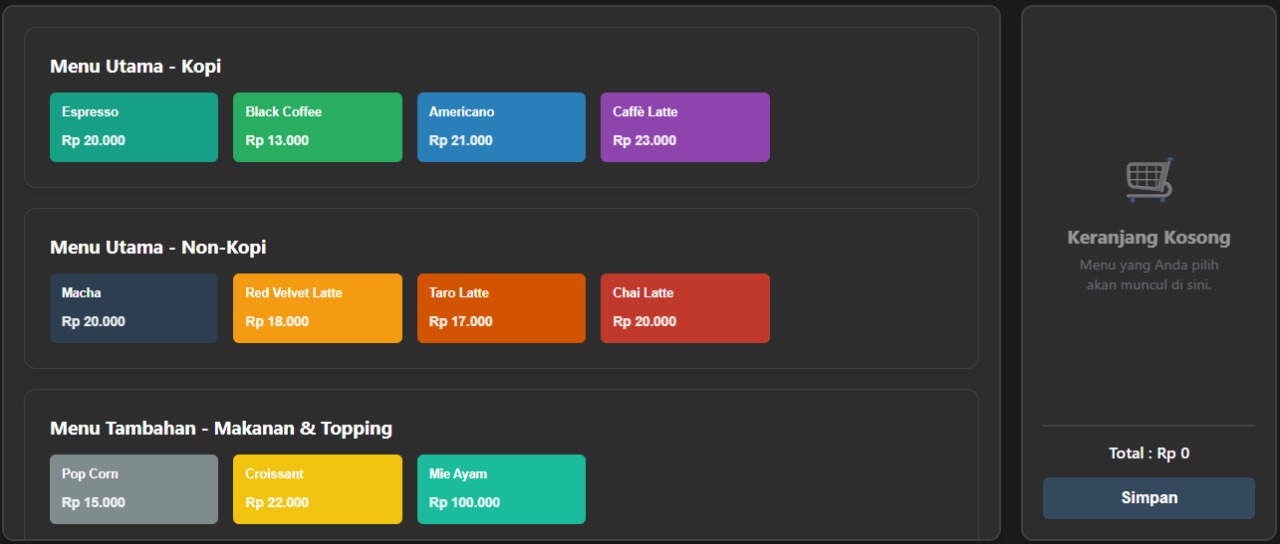 Menu Utama - Kopi
Espresso
Rp 20.000
Black Coffee
Rp 13.000
Americano
Rp 21.000
Caffè Latte
Rp 23.000
Menu Utama - Non-Kopi
Macha
Rp 20.000
Red Velvet Latte
Rp 18.000
Taro Latte
Rp 17.000
Chai Latte
Rp 20.000
Menu Tambahan - Makanan & Topping
Pop Corn
Rp 15.000
Croissant
Rp 22.000
Mie Ayam
Rp 100.000
Keranjang Kosong
Menu yang Anda pilih
akan muncul di sini.
Total : Rp 0
Simpan